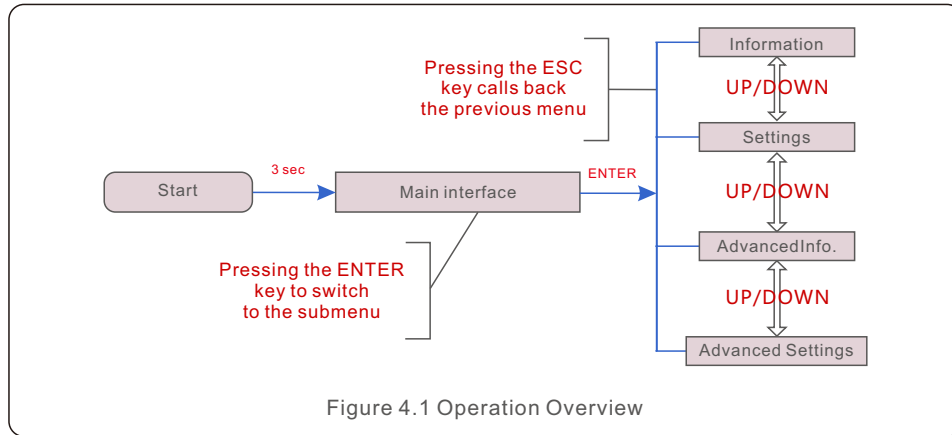 Information
Pressing the ESC
key calls back
the previous menu
UP/DOWN
Settings
3 sec
ENTER
Start
Main interface
UP/DOWN
AdvancedInfo.
Pressing the ENTER
key to switch
to the submenu
UP/DOWN
Advanced Settings
Figure 4.1 Operation Overview